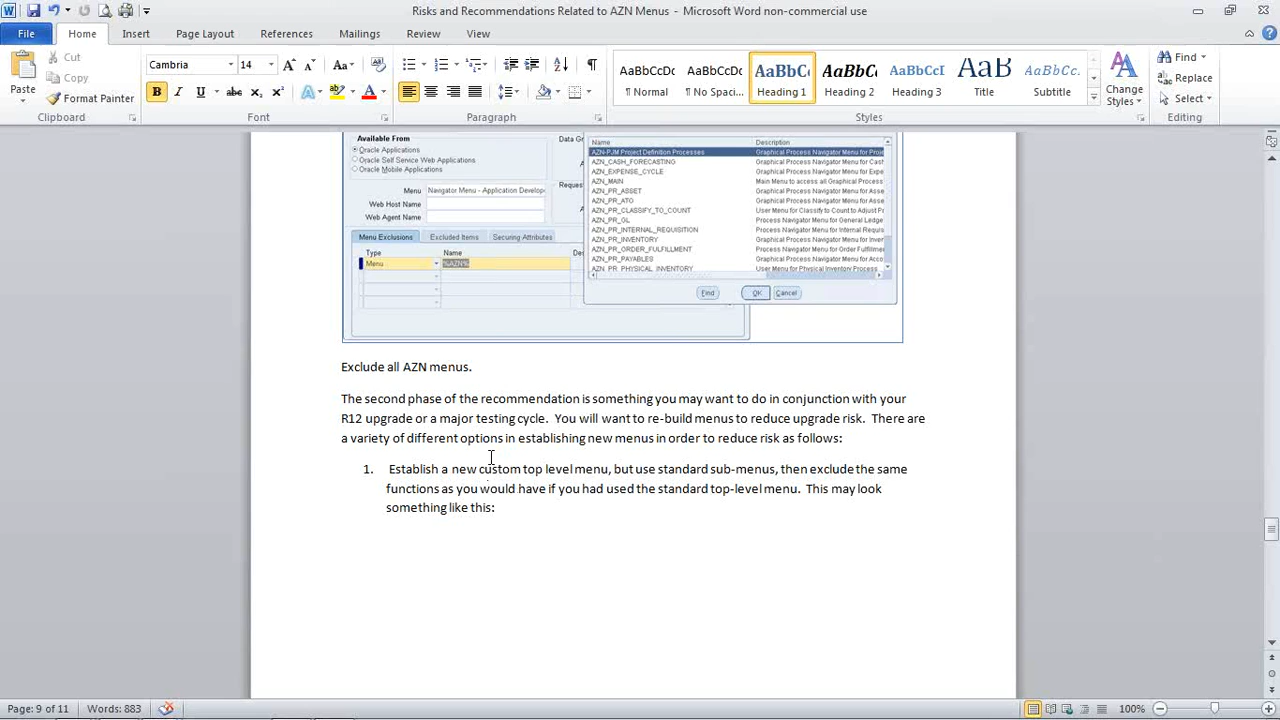 Risks and Recommendations Related to AZN Menus - Microsoft Word non-commercial use
File Home Insert Page Layout References Mailings Review View
Paste
Cut
Copy
Format Painter
Clipboard
Cambria 14
Font
Paragraph
AaBbCcDc AaBbCcDc AaBbC AaBbCc AaBbCcI AaB AaBbCc.
¶ Normal ¶ No Spaci... Heading 1 Heading 2 Heading 3 Title Subtitle
Change Styles
Styles
Find
Replace
Select
Editing
Available From
Oracle Applications
Oracle Self Service Web Applications
Oracle Mobile Applications
Menu Navigator Menu - Application Develop
Web Host Name
Web Agent Name
Data Gr
Request
Menu Exclusions Excluded Items Securing Attributes
Type Name
Menu %AZN%
Name Description
AZN-PJM Project Definition Processes Graphical Process Navigator Menu for Proje
AZN_CASH_FORECASTING Graphical Process Navigator Menu for Cas
AZN_EXPENSE_CYCLE Graphical Process Navigator Menu for Expe
AZN_MAIN Main Menu to access all Graphical Process
AZN_PR_ASSET Graphical Process Navigator Menu for Asse
AZN_PR_ATO Graphical Process Navigator Menu for Asse
AZN_PR_CLASSIFY_TO_COUNT User Menu for Classify to Count to Adjust P
AZN_PR_GL Process Navigator Menu for General Ledge
AZN_PR_INTERNAL_REQUISITION Process Navigator Menu for Internal Requis
AZN_PR_INVENTORY Graphical Process Navigator Menu for Inver
AZN_PR_ORDER_FULFILLMENT Process Navigator Menu for Order Fulfillme
AZN_PR_PAYABLES Graphical Process Navigator Menu for Acco
AZN_PR_PHYSICAL_INVENTORY User Menu for Physical Inventory Process
Find OK Cancel
Exclude all AZN menus.
The second phase of the recommendation is something you may want to do in conjunction with your
R12 upgrade or a major testing cycle. You will want to re-build menus to reduce upgrade risk. There are
a variety of different options in establishing new menus in order to reduce risk as follows:
1. Establish a new custom top level menu, but use standard sub-menus, then exclude the same
functions as you would have if you had used the standard top-level menu. This may look
something like this:
Page: 9 of 11 Words: 883 100%